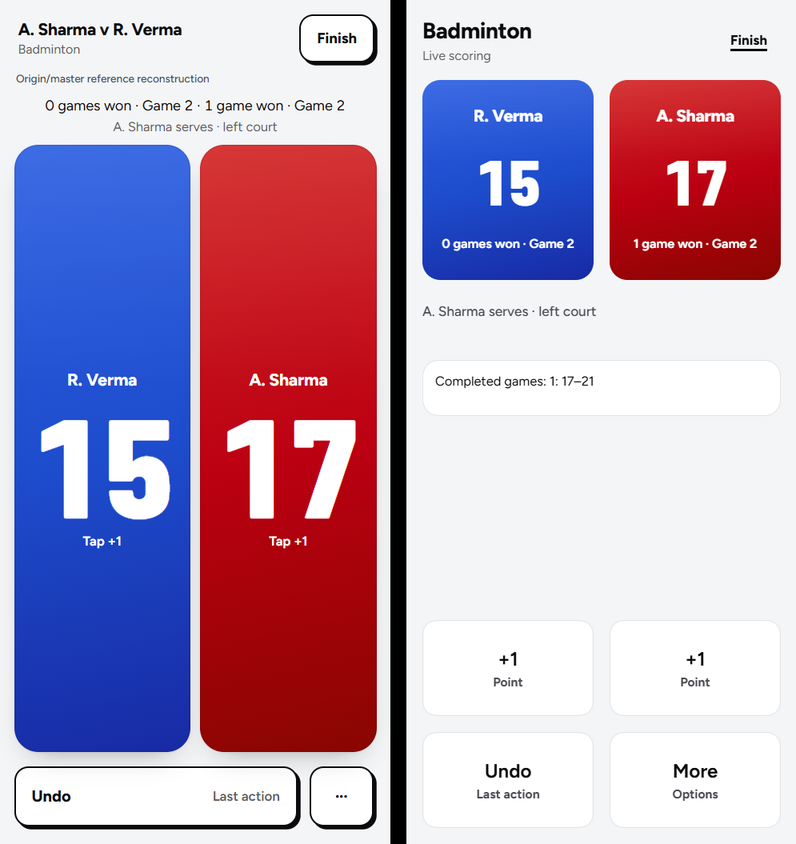 A. Sharma v R. Verma
Badminton
Finish
Origin/master reference reconstruction
0 games won · Game 2 · 1 game won · Game 2
A. Sharma serves · left court
R. Verma
15
Tap +1
A. Sharma
17
Tap +1
Undo
Last action
···
Badminton
Live scoring
Finish
R. Verma
15
0 games won · Game 2
A. Sharma
17
1 game won · Game 2
A. Sharma serves · left court
Completed games: 1: 17–21
+1
Point
+1
Point
Undo
Last action
More
Options